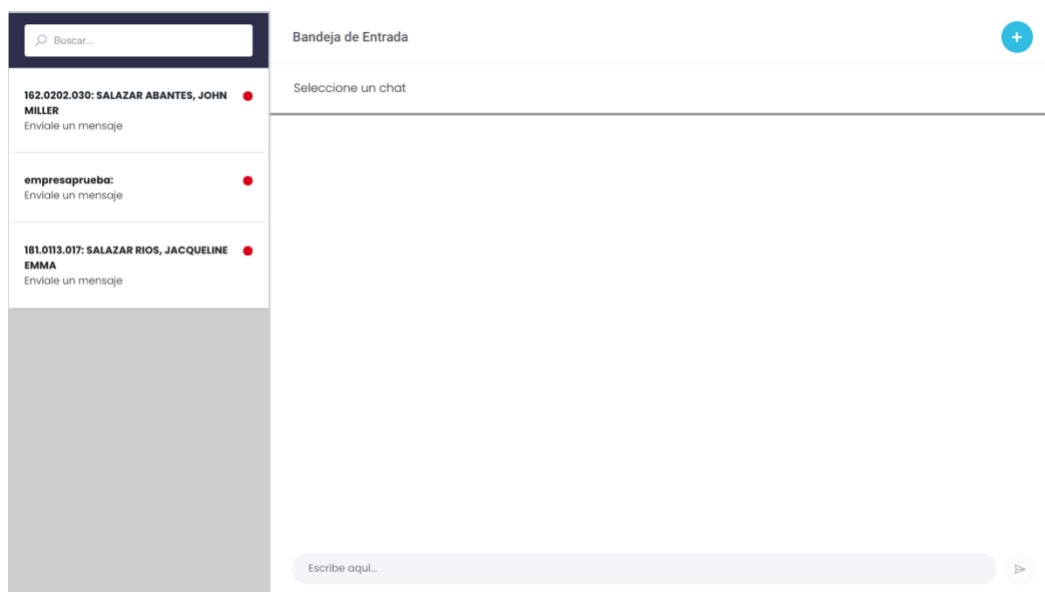 Buscar...
162.0202.030: SALAZAR ABANTES, JOHN
MILLER
Envíale un mensaje
empresaprueba:
Envíale un mensaje
181.0113.017: SALAZAR RIOS, JACQUELINE
EMMA
Envíale un mensaje
Bandeja de Entrada
+
Seleccione un chat
Escribe aquí...